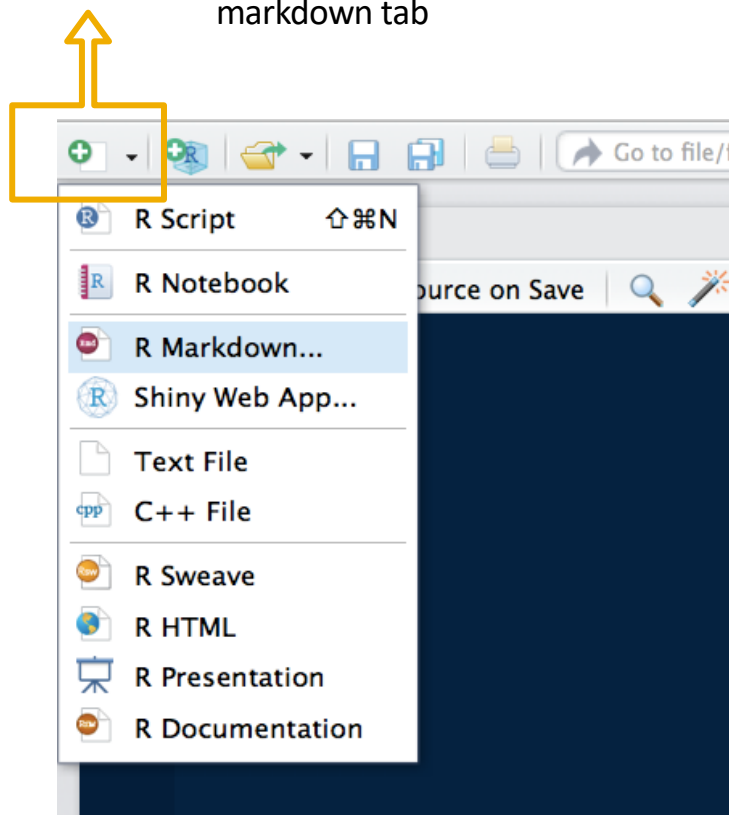 markdown tab
Go to file/f
R Script ⇧⌘N
R Notebook
ource on Save
R Markdown...
Shiny Web App...
Text File
C++ File
R Sweave
R HTML
R Presentation
R Documentation